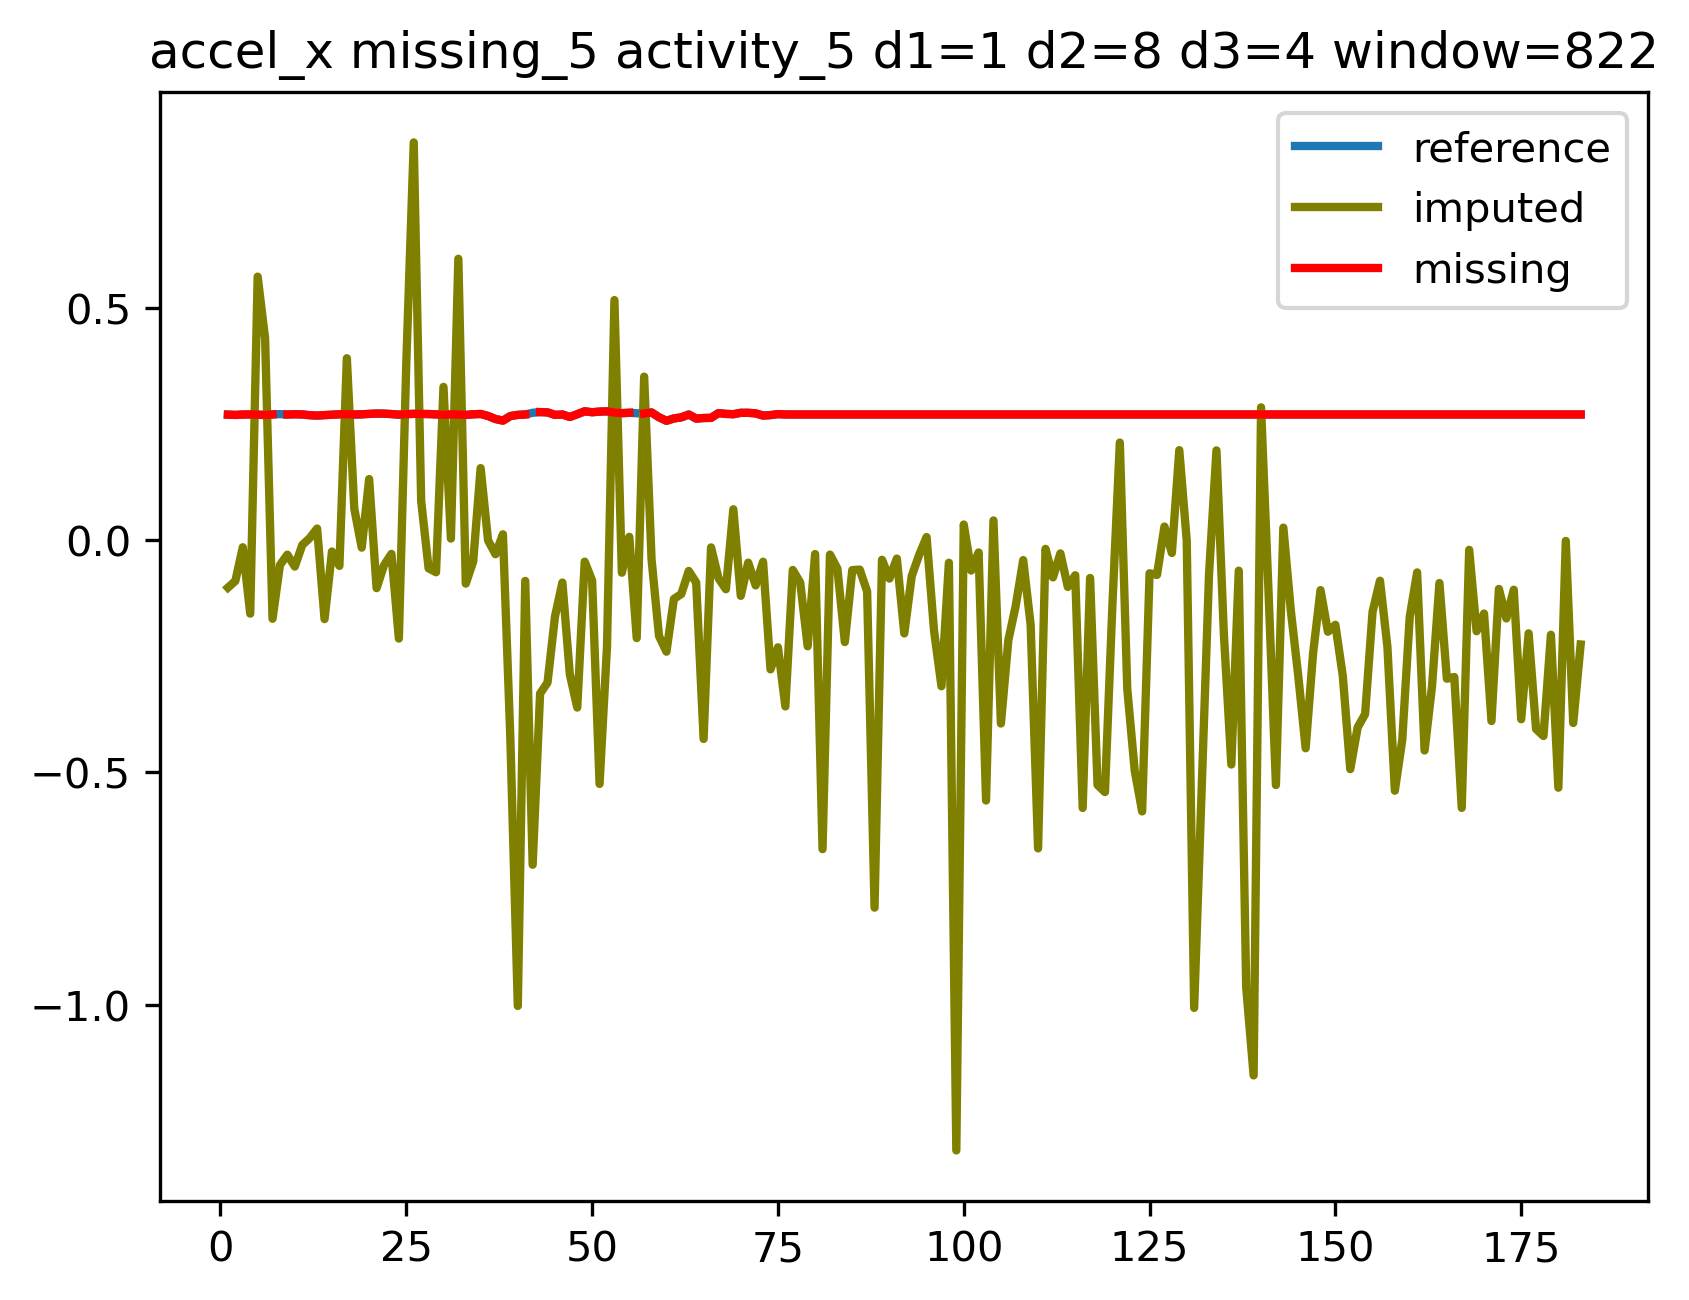 accel_x missing_5 activity_5 d1=1 d2=8 d3=4 window=822
reference
imputed
missing
0.5
0.0
−0.5
−1.0
0 25 50 75 100 125 150 175